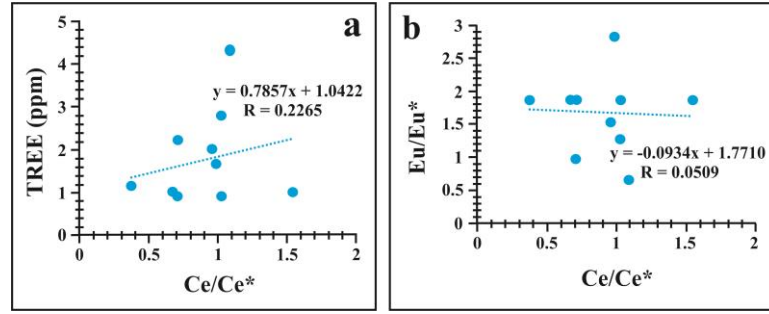 a
5
4
3
2
1
0
TREE (ppm)
y = 0.7857x + 1.0422
R = 0.2265
0 0.5 1 1.5 2
Ce/Ce*
b
3
2.5
2
1.5
1
0.5
0
Eu/Eu*
y = -0.0934x + 1.7710
R = 0.0509
0 0.5 1 1.5 2
Ce/Ce*